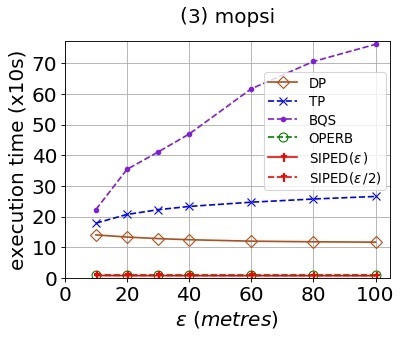 (3) mopsi
execution time (x10s)
70
60
50
40
30
20
10
0
DP
TP
BQS
OPERB
SIPED(ε)
SIPED(ε/2)
0 20 40 60 80 100
ε (metres)